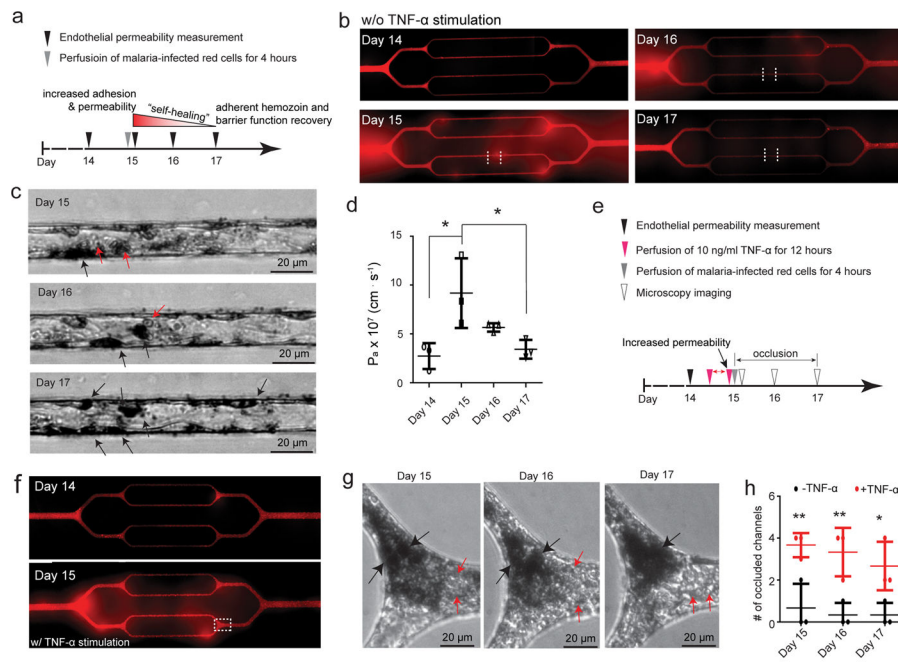 a
Endothelial permeability measurement
Perfusioin of malaria-infected red cells for 4 hours
increased adhesion
& permeability
"self-healing"
adherent hemozoin and
barrier function recovery
Day
14
15
16
17
b
w/o TNF-α stimulation
Day 14
Day 16
Day 15
Day 17
c
Day 15
20 µm
Day 16
20 µm
Day 17
20 µm
d
*
*
Pa x 10⁷ (cm · s⁻¹)
15
10
5
0
Day 14
Day 15
Day 16
Day 17
e
Endothelial permeability measurement
Perfusion of 10 ng/ml TNF-α for 12 hours
Perfusion of malaria-infected red cells for 4 hours
Microscopy imaging
Increased permeability
occlusion
Day
14
15
16
17
f
Day 14
Day 15
w/ TNF-α stimulation
g
Day 15
Day 16
Day 17
20 µm
20 µm
20 µm
h
-TNF-α
+TNF-α
# of occluded channels
6
4
2
0
**
**
*
Day 15
Day 16
Day 17